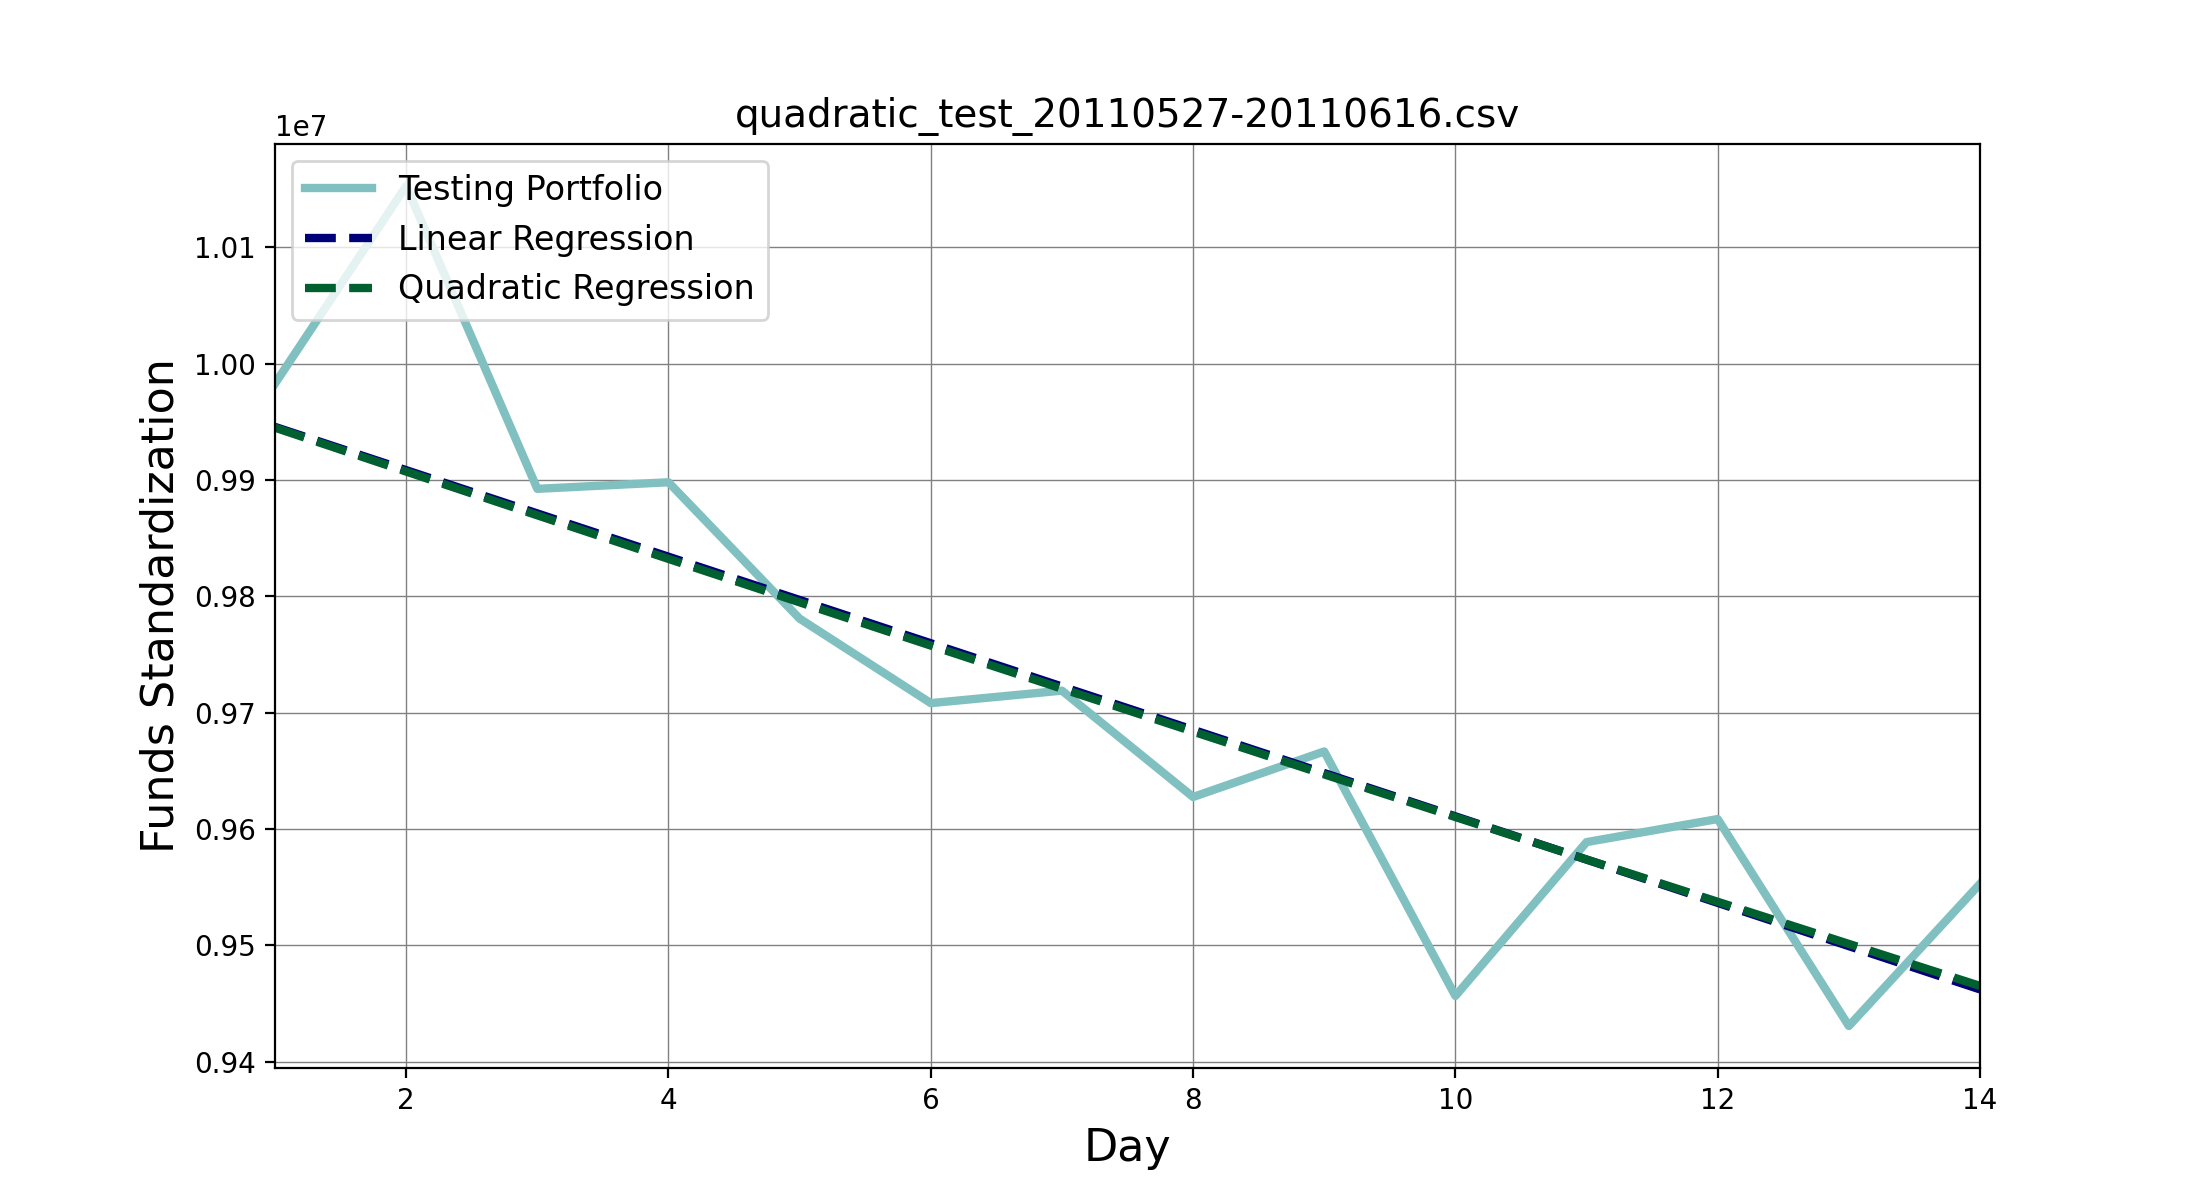 quadratic_test_20110527-20110616.csv
1e7
Testing Portfolio
Linear Regression
Quadratic Regression
1.01
1.00
0.99
0.98
0.97
0.96
0.95
0.94
Funds Standardization
2 4 6 8 10 12 14
Day